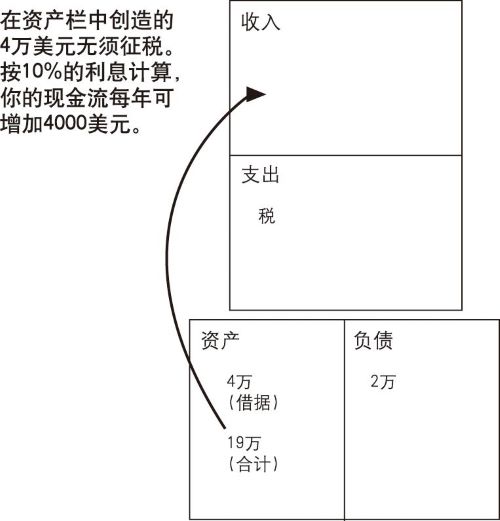 在资产栏中创造的
4万美元无须征税。
按10%的利息计算，
你的现金流每年可
增加4000美元。
收入
支出
税
资产
4万
（借据）
19万
（合计）
负债
2万